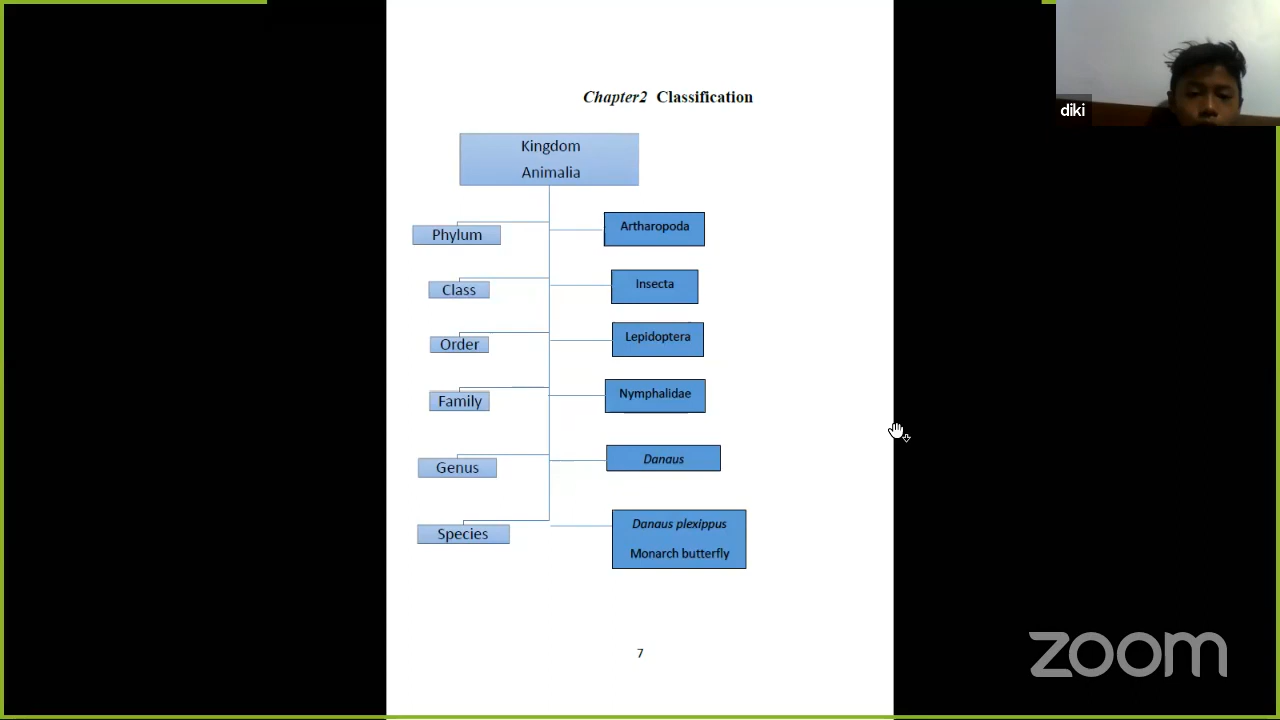 Chapter2 Classification
Kingdom
Animalia
Phylum
Artharopoda
Class
Insecta
Order
Lepidoptera
Family
Nymphalidae
Genus
Danaus
Species
Danaus plexippus
Monarch butterfly
7
diki
zoom